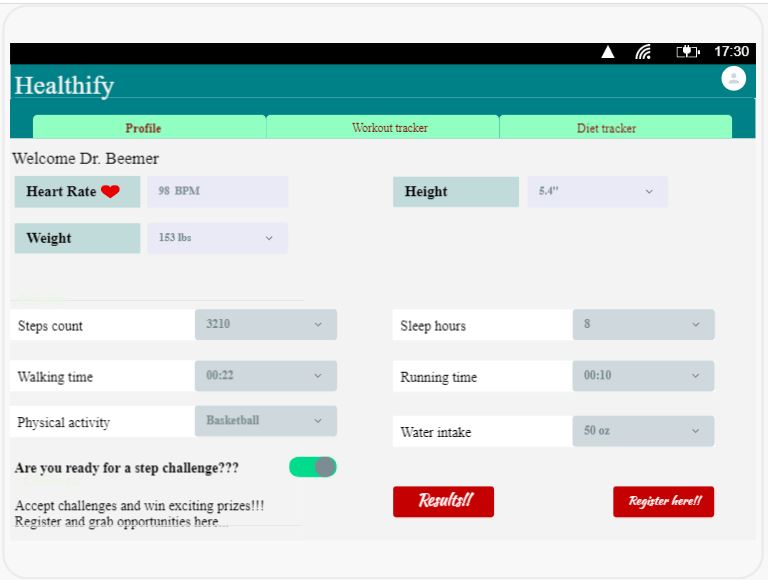 17:30
Healthify
Profile Workout tracker Diet tracker
Welcome Dr. Beemer
Heart Rate 98 BPM Height 5.4"
Weight 153 lbs
Steps count 3210 Sleep hours 8
Walking time 00:22 Running time 00:10
Physical activity Basketball
Water intake 50 oz
Are you ready for a step challenge???
Accept challenges and win exciting prizes!!!
Register and grab opportunities here...
Results!! Register here!!